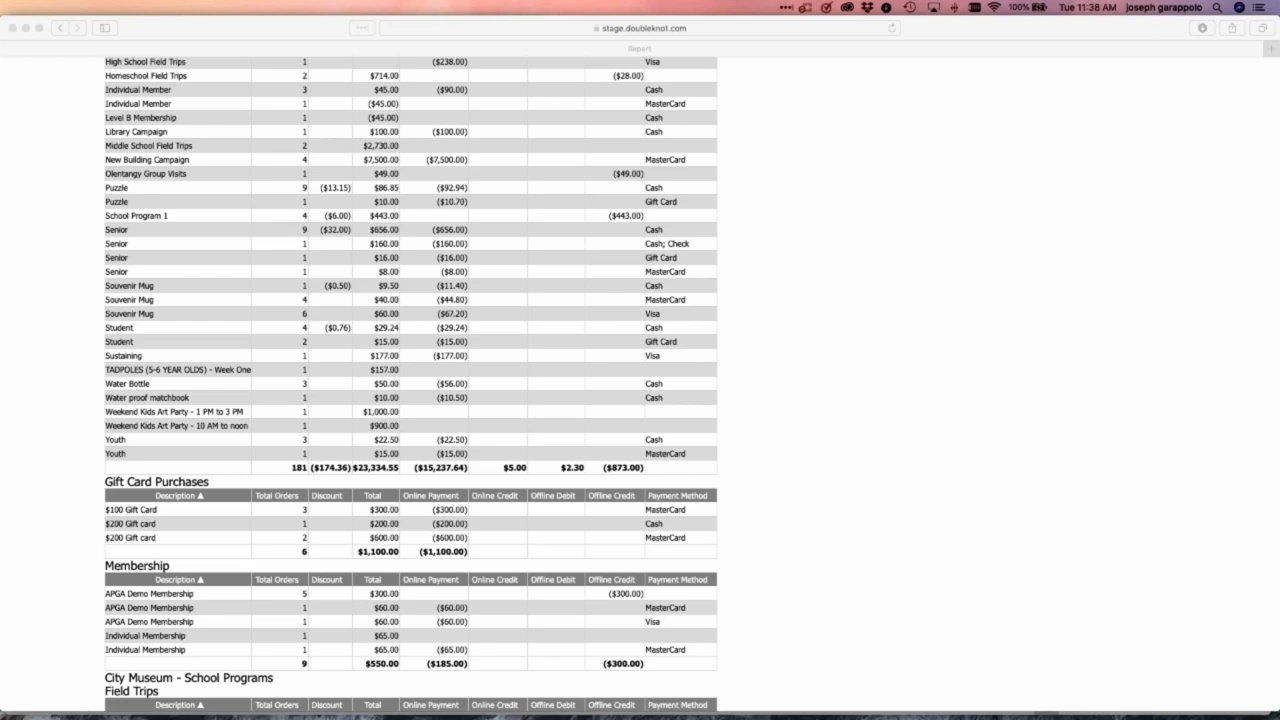 100% Tue 11:38 AM joseph garappolo
stage.doubleknot.com
Report
High School Field Trips 1 ($238.00) Visa
Homeschool Field Trips 2 $714.00 ($28.00)
Individual Member 3 $45.00 ($90.00) Cash
Individual Member 1 ($45.00) MasterCard
Level B Membership 1 ($45.00) Cash
Library Campaign 1 $100.00 ($100.00) Cash
Middle School Field Trips 2 $2,730.00
New Building Campaign 4 $7,500.00 ($7,500.00) MasterCard
Olentangy Group Visits 1 $49.00 ($49.00)
Puzzle 9 ($13.15) $86.85 ($92.94) Cash
Puzzle 1 $10.00 ($10.70) Gift Card
School Program 1 4 ($6.00) $443.00 ($443.00)
Senior 9 ($32.00) $656.00 ($656.00) Cash
Senior 1 $160.00 ($160.00) Cash; Check
Senior 1 $16.00 ($16.00) Gift Card
Senior 1 $8.00 ($8.00) MasterCard
Souvenir Mug 1 ($0.50) $9.50 ($11.40) Cash
Souvenir Mug 4 $40.00 ($44.80) MasterCard
Souvenir Mug 6 $60.00 ($67.20) Visa
Student 4 ($0.76) $29.24 ($29.24) Cash
Student 2 $15.00 ($15.00) Gift Card
Sustaining 1 $177.00 ($177.00) Visa
TADPOLES (5-6 YEAR OLDS) - Week One 1 $157.00
Water Bottle 3 $50.00 ($56.00) Cash
Water proof matchbook 1 $10.00 ($10.50) Cash
Weekend Kids Art Party - 1 PM to 3 PM 1 $1,000.00
Weekend Kids Art Party - 10 AM to noon 1 $900.00
Youth 3 $22.50 ($22.50) Cash
Youth 1 $15.00 ($15.00) MasterCard
181 ($174.36) $23,334.55 ($15,237.64) $5.00 $2.30 ($873.00)
Gift Card Purchases
Description ▲ Total Orders Discount Total Online Payment Online Credit Offline Debit Offline Credit Payment Method
$100 Gift Card 3 $300.00 ($300.00) MasterCard
$200 Gift card 1 $200.00 ($200.00) Cash
$200 Gift card 2 $600.00 ($600.00) MasterCard
6 $1,100.00 ($1,100.00)
Membership
Description ▲ Total Orders Discount Total Online Payment Online Credit Offline Debit Offline Credit Payment Method
APGA Demo Membership 5 $300.00 ($300.00)
APGA Demo Membership 1 $60.00 ($60.00) MasterCard
APGA Demo Membership 1 $60.00 ($60.00) Visa
Individual Membership 1 $65.00
Individual Membership 1 $65.00 ($65.00) MasterCard
9 $550.00 ($185.00) ($300.00)
City Museum - School Programs
Field Trips
Description ▲ Total Orders Discount Total Online Payment Online Credit Offline Debit Offline Credit Payment Method